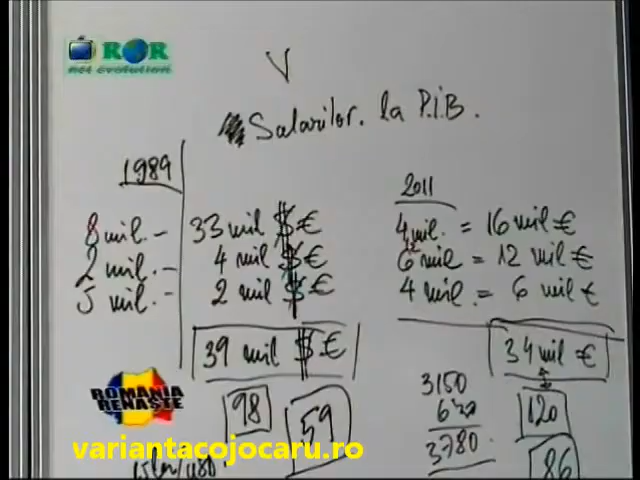 RQR
net evolution
V
Salariilor. la P.I.B.
1989
8 mil. - 33 mil $ €
2 mil. - 4 mil $ €
5 mil. - 2 mil $ €
39 mil $ €
98
59
2011
4 mil. = 16 mil €
6 mil = 12 mil €
4 mil. = 6 mil €
34 mil €
3150
3780
120
86
ROMANIA
RENASTE
variantacojocaru.ro